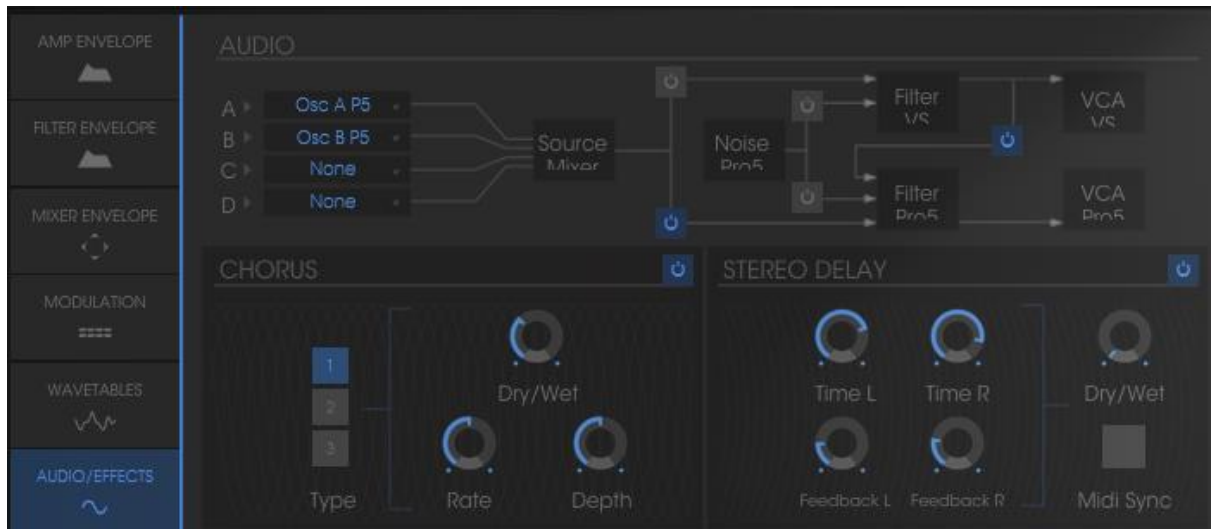 AMP ENVELOPE
FILTER ENVELOPE
MIXER ENVELOPE
MODULATION
WAVETABLES
AUDIO/EFFECTS
AUDIO
A Osc A P5
B Osc B P5
C None
D None
Source
Mixer
Noise
Pro5
Filter
VS
VCA
VS
Filter
Pro5
VCA
Pro5
CHORUS
1
2
3
Type
Dry/Wet
Rate Depth
STEREO DELAY
Time L Time R Dry/Wet
Feedback L Feedback R Midi Sync